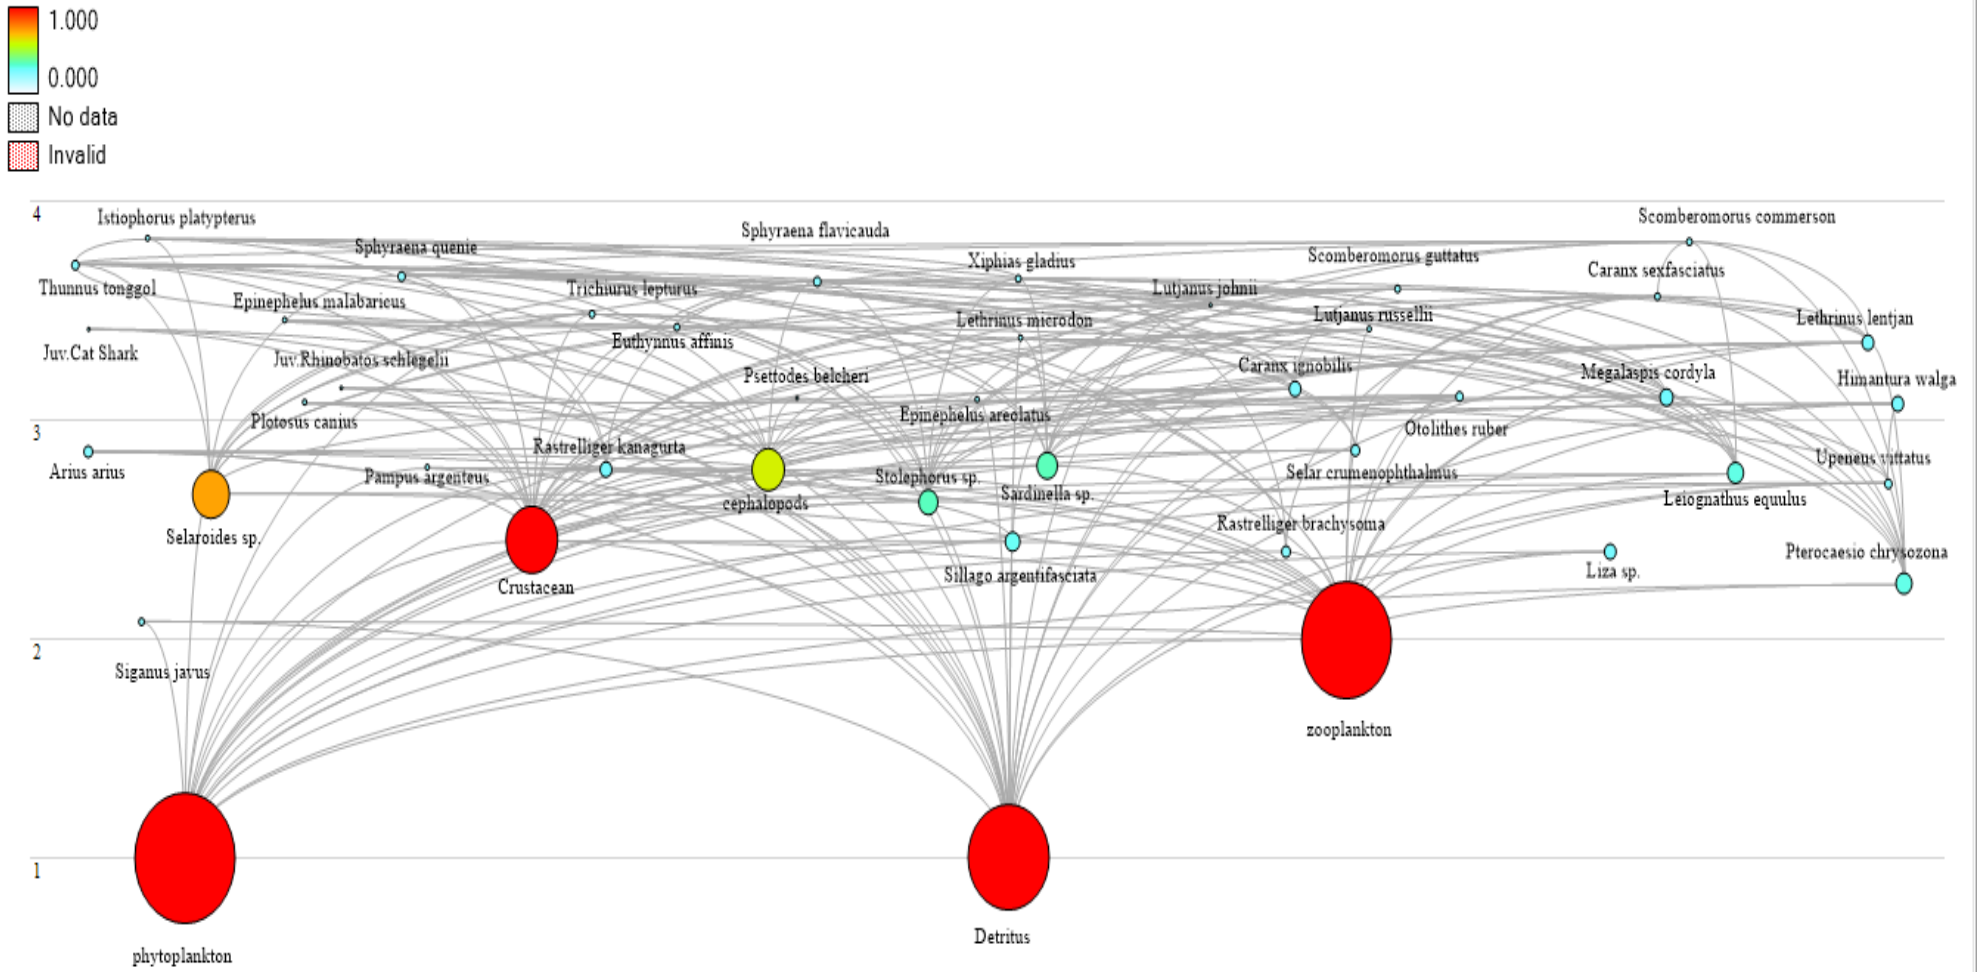 1.000
0.000
No data
Invalid
4
Istiophorus platypterus
Scomberomorus commerson
Sphyraena flavicauda
Sphyraena quenie
Scomberomorus guttatus
Xiphias gladius
Caranx sexfasciatus
Thunnus tonggol
Trichiurus lepturus
Lutjanus johnii
Epinephelus malabaricus
Lutjanus russellii
Lethrinus lentjan
Lethrinus microdon
Euthynnus affinis
Juv.Cat Shark
Juv.Rhinobatos schlegelii
Caranx ignobilis
Megalaspis cordyla
Psettodes belcheri
Himantura walga
Epinephelus areolatus
Plotosus canius
3
Otolithes ruber
Rastrelliger kanagurta
Upeneus vittatus
Arius arius
Pampus argenteus
Stolephorus sp.
Selar crumenophthalmus
Sardinella sp.
Leiognathus equulus
cephalopods
Rastrelliger brachysoma
Selaroides sp.
Pterocaesio chrysozona
Liza sp.
Sillago argentifasciata
Crustacean
2
Siganus javus
zooplankton
1
Detritus
phytoplankton